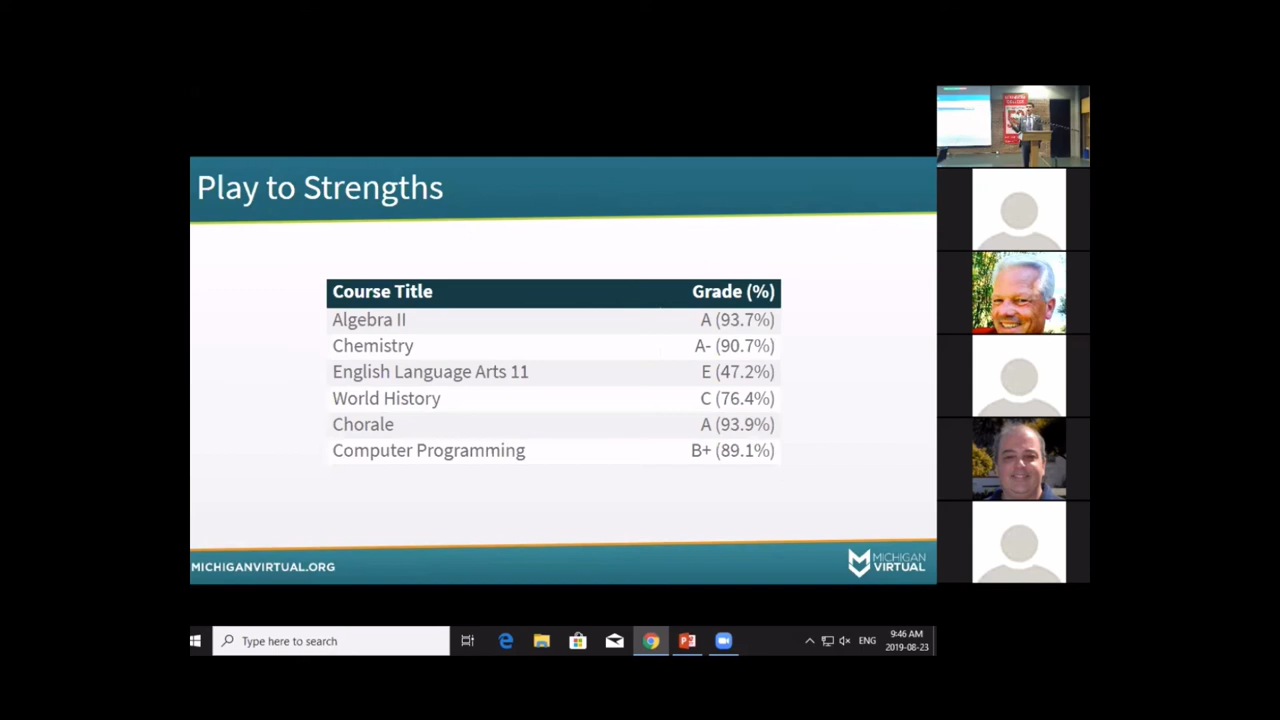 Play to Strengths
Course Title Grade (%)
Algebra II A (93.7%)
Chemistry A- (90.7%)
English Language Arts 11 E (47.2%)
World History C (76.4%)
Chorale A (93.9%)
Computer Programming B+ (89.1%)
MICHIGANVIRTUAL.ORG
MICHIGAN
VIRTUAL
Type here to search
ENG
9:46 AM
2019-08-23